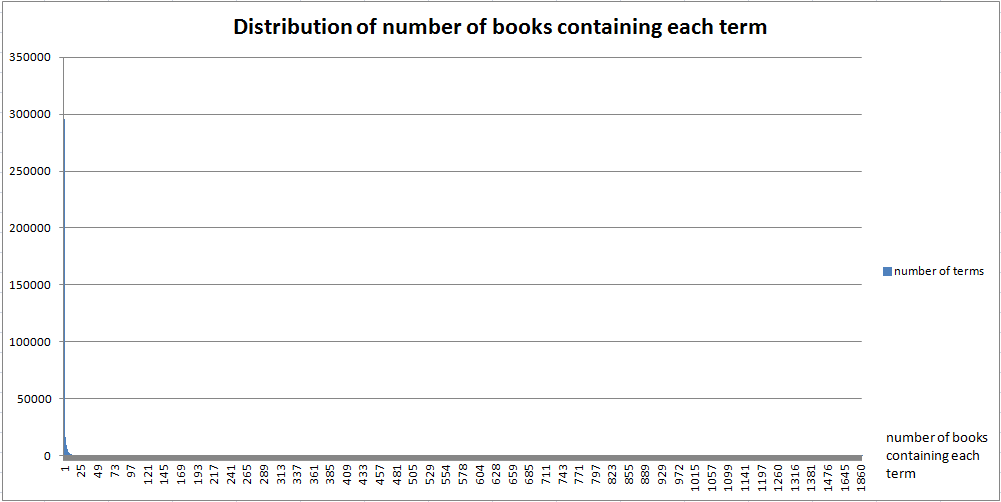 Distribution of number of books containing each term
350000
300000
250000
200000
150000
100000
50000
0
1 25 49 73 97 121 145 169 193 217 241 265 289 313 337 361 385 409 433 457 481 505 529 554 578 604 628 659 685 711 743 771 797 823 855 889 929 972 1015 1057 1099 1141 1197 1260 1316 1381 1476 1645 1860
number of terms
number of books
containing each
term